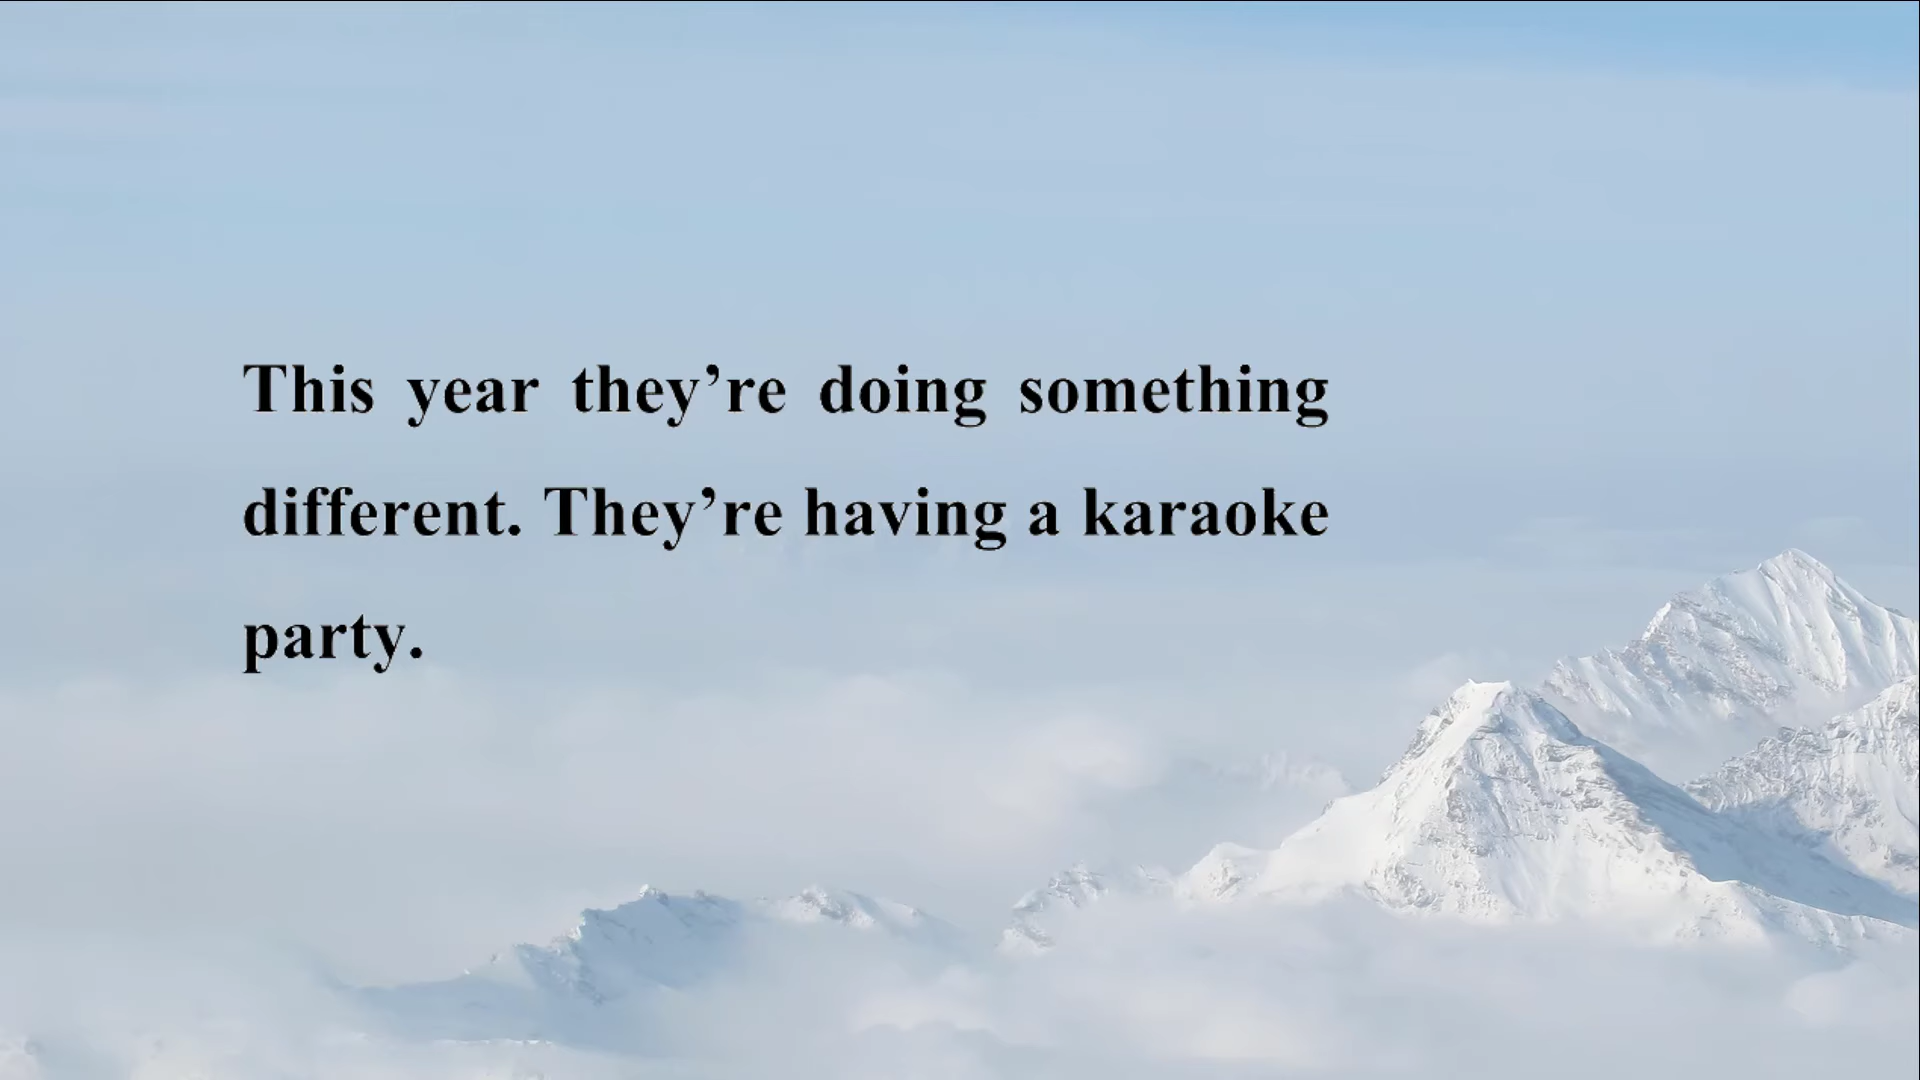 This year they’re doing something
different. They’re having a karaoke
party.